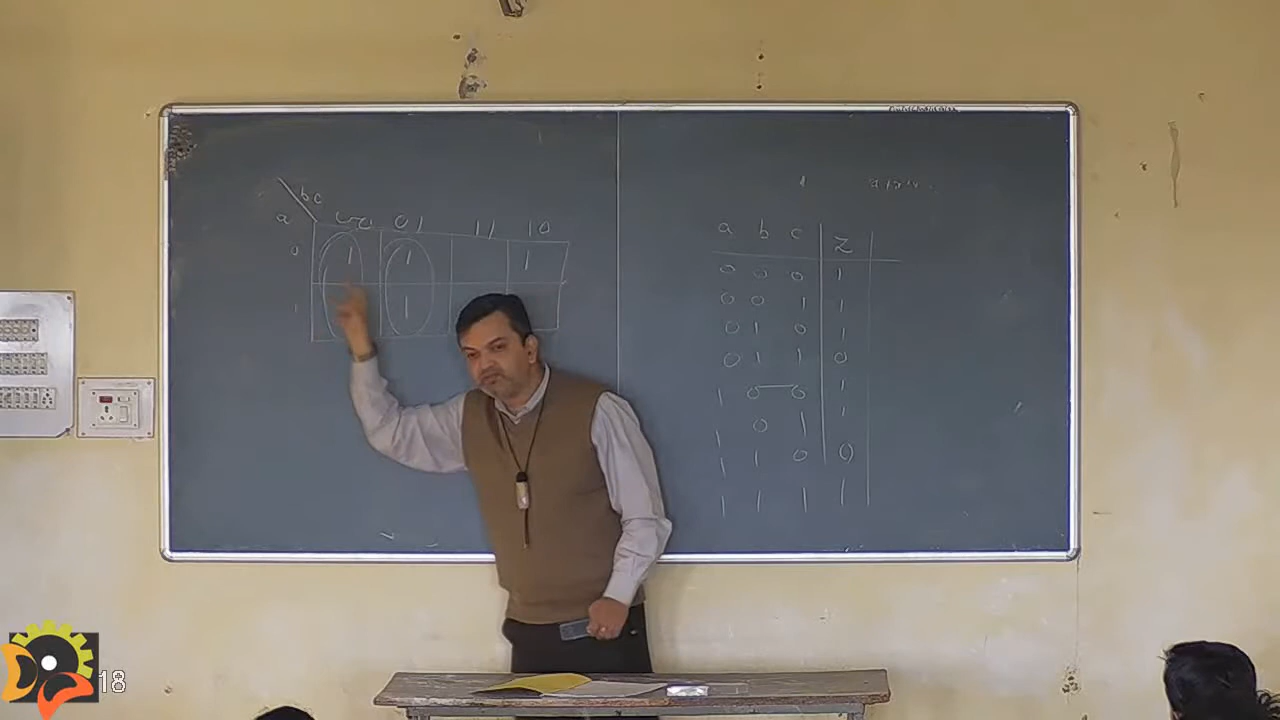 bc
a 00 01 11 10
0 1 1 1
1 1
a b c z
0 0 0 1
0 0 1 1
0 1 0 1
0 1 1 0
1 0 0 1
1 0 1 1
1 1 0 0
1 1 1 1
18